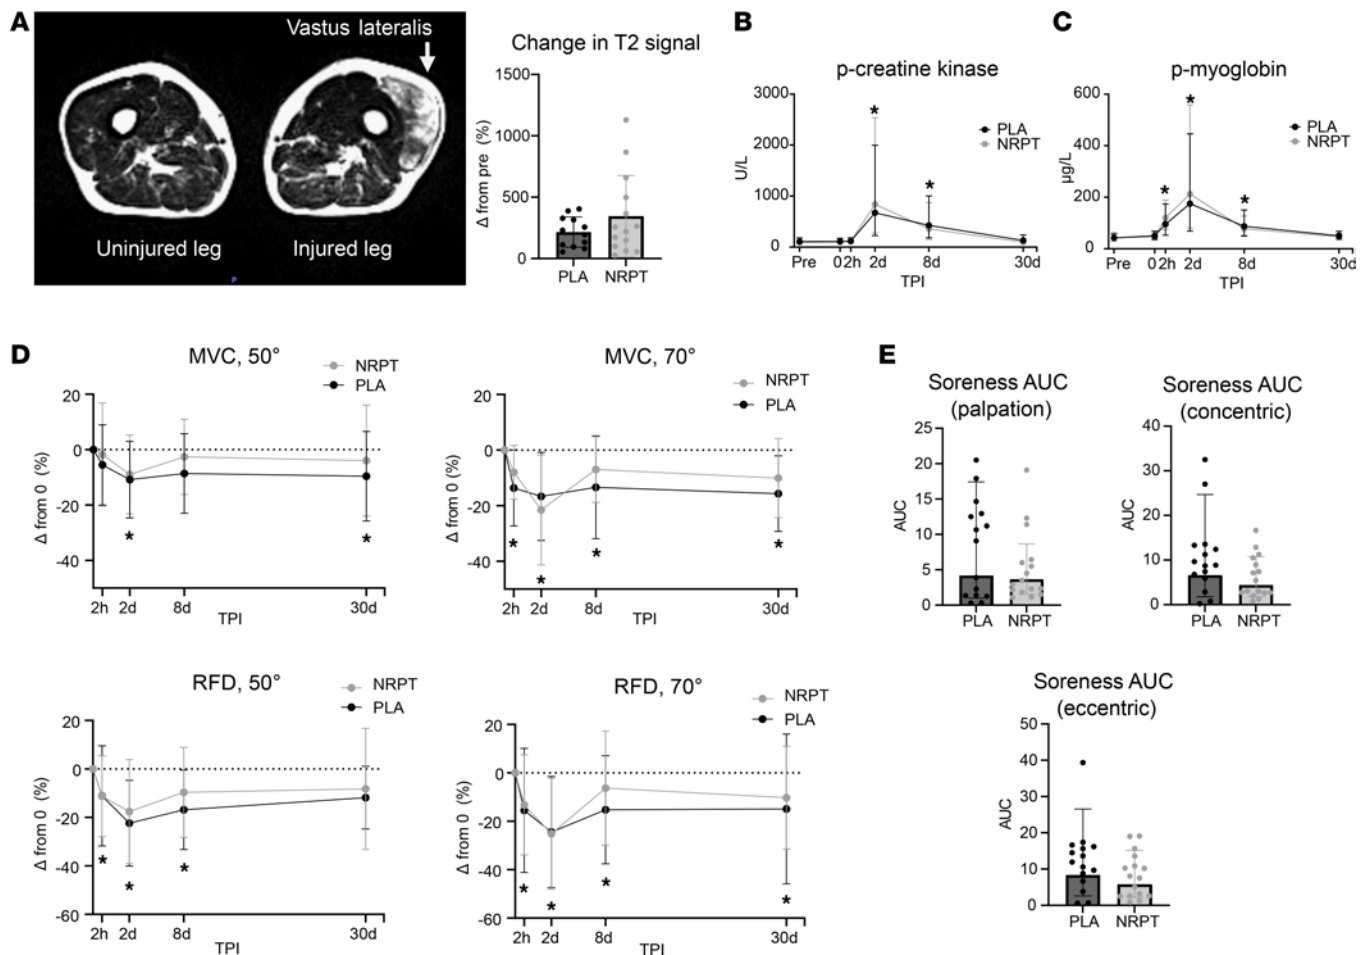 A
Vastus lateralis
Uninjured leg
Injured leg
Change in T2 signal
Δ from pre (%)
1500
1000
500
0
PLA
NRPT
B
p-creatine kinase
U/L
3000
2000
1000
0
*
*
PLA
NRPT
Pre
0
2h
2d
8d
30d
TPI
C
p-myoglobin
µg/L
600
400
200
0
*
*
*
PLA
NRPT
Pre
0
2h
2d
8d
30d
TPI
D
MVC, 50°
NRPT
PLA
Δ from 0 (%)
20
0
-20
-40
*
*
2h
2d
8d
30d
TPI
MVC, 70°
NRPT
PLA
Δ from 0 (%)
20
0
-20
-40
*
*
*
*
2h
2d
8d
30d
TPI
RFD, 50°
NRPT
PLA
Δ from 0 (%)
20
0
-20
-40
-60
*
*
*
2h
2d
8d
30d
TPI
RFD, 70°
NRPT
PLA
Δ from 0 (%)
20
0
-20
-40
-60
*
*
*
*
2h
2d
8d
30d
TPI
E
Soreness AUC
(palpation)
AUC
25
20
15
10
5
0
PLA
NRPT
Soreness AUC
(concentric)
AUC
40
30
20
10
0
PLA
NRPT
Soreness AUC
(eccentric)
AUC
50
40
30
20
10
0
PLA
NRPT